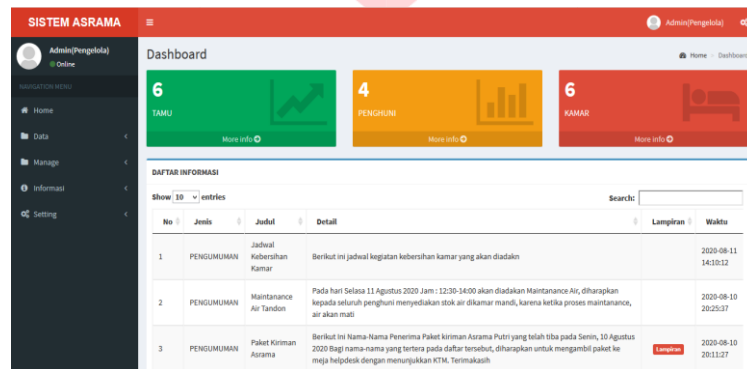 SISTEM ASRAMA
Admin(Pengelola)
Admin(Pengelola)
Online
Dashboard
Home > Dashboard
NAVIGATION MENU
Home
Data
Manage
Informasi
Setting
6
TAMU
More info
4
PENGHUNI
More info
6
KAMAR
More info
DAFTAR INFORMASI
Show 10 entries
Search:
No Jenis Judul Detail Lampiran Waktu
1 PENGUMUMAN Jadwal Kebersihan Kamar Berikut ini jadwal kegiatan kebersihan kamar yang akan diadakn 2020-08-11 14:10:12
2 PENGUMUMAN Maintanance Air Tandon Pada hari Selasa 11 Agustus 2020 Jam : 12:30-14:00 akan diadakan Maintanance Air, diharapkan
kepada seluruh penghuni menyediakan stok air dikamar mandi, karena ketika proses maintanance,
air akan mati 2020-08-10 20:25:37
3 PENGUMUMAN Paket Kiriman Asrama Berikut Ini Nama-Nama Penerima Paket kiriman Asrama Putri yang telah tiba pada Senin, 10 Agustus
2020 Bagi nama-nama yang tertera pada daftar tersebut, diharapkan untuk mengambil paket ke
meja helpdesk dengan menunjukkan KTM. Terimakasih Lampiran 2020-08-10 20:11:27